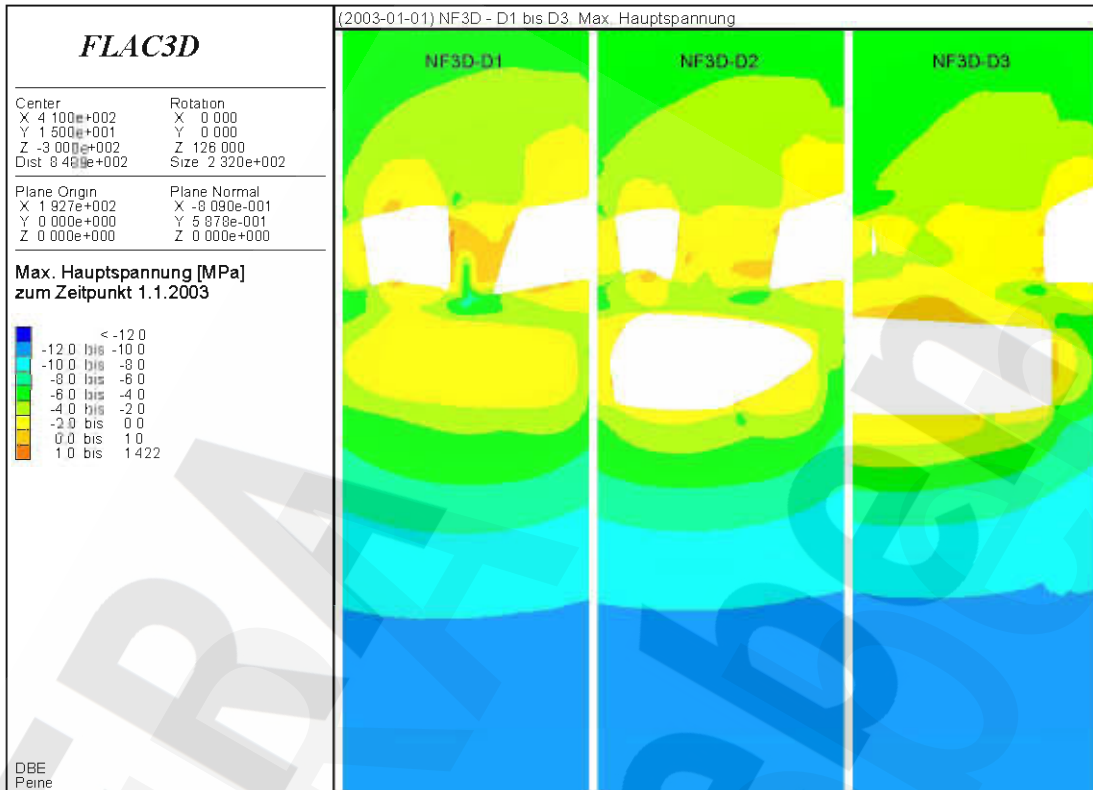 (2003-01-01) NF3D - D1 bis D3 Max. Hauptspannung
FLAC3D
Center Rotation
X 4 100e+002 X 0 000
Y 1 500e+001 Y 0 000
Z -3 000e+002 Z 126 000
Dist Size 2 320e+002
Plane Origin Plane Normal
X 1 927e+002 X -8 090e-001
Y 0 000e+000 Y 5 878e-001
Z 0 000e+000 Z 0 000e+000
Max. Hauptspannung [MPa]
zum Zeitpunkt 1.1.2003
< -12 0
-12 0 bis -10 0
-10 0 bis -8 0
-8 0 bis -6 0
-6 0 bis -4 0
-4 0 bis -2 0
-2 0 bis 0 0
0 0 bis 1 0
1 0 bis 1 422
DBE
Peine
NF3D-D1
NF3D-D2
NF3D-D3